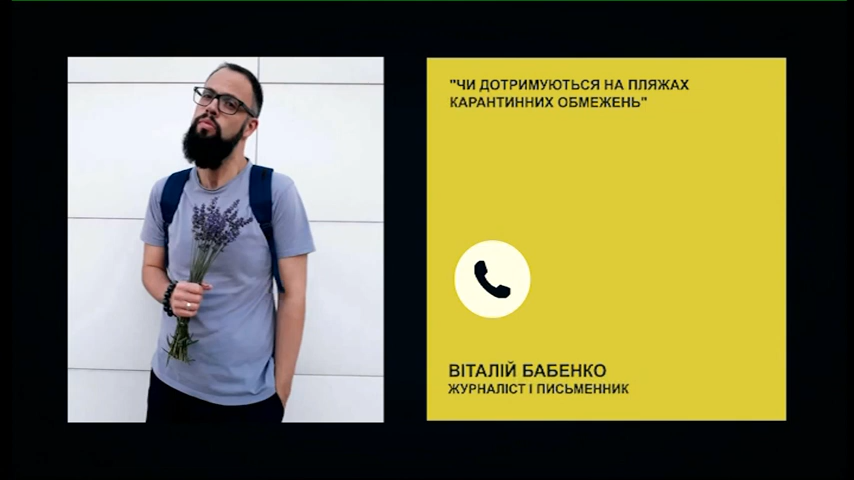 "ЧИ ДОТРИМУЮТЬСЯ НА ПЛЯЖАХ
КАРАНТИННИХ ОБМЕЖЕНЬ"
ВІТАЛІЙ БАБЕНКО
ЖУРНАЛІСТ І ПИСЬМЕННИК